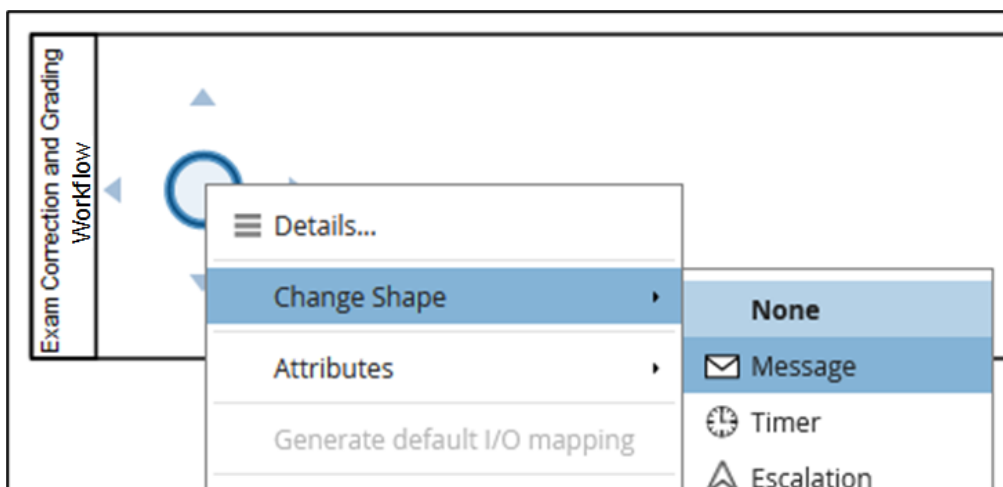 Exam Correction and Grading
Workflow
Details...
Change Shape
None
Attributes
Message
Timer
Generate default I/O mapping
Escalation